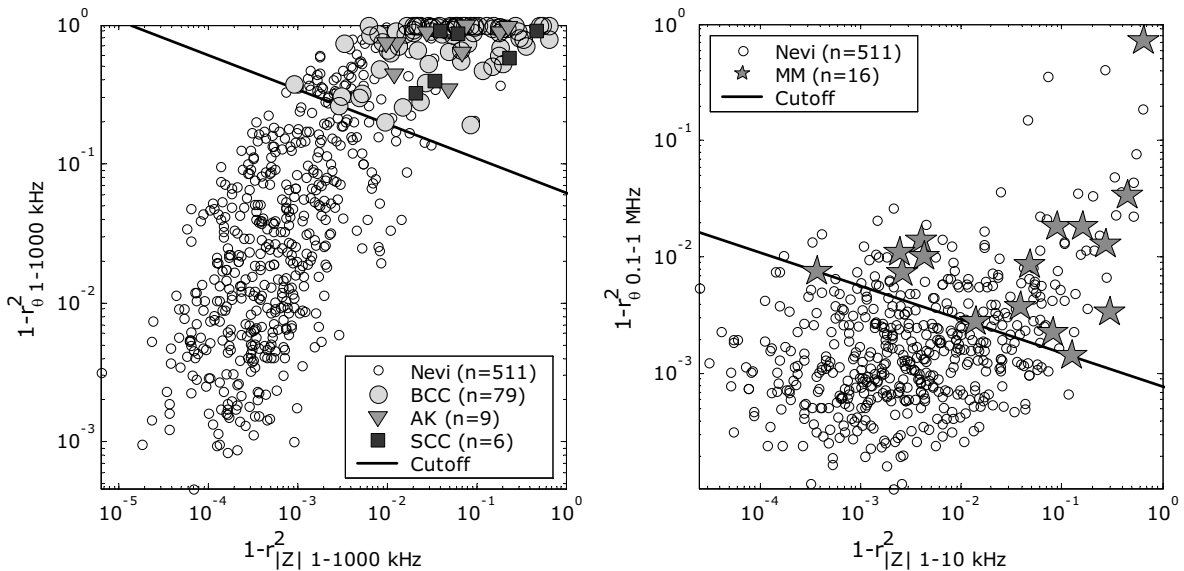 10^0
10^-1
10^-2
10^-3
1-r^2_θ 1-1000 kHz
Nevi (n=511)
BCC (n=79)
AK (n=9)
SCC (n=6)
Cutoff
10^-5 10^-4 10^-3 10^-2 10^-1 10^0
1-r^2_|Z| 1-1000 kHz
10^0
10^-1
10^-2
10^-3
1-r^2_θ 0.1-1 MHz
Nevi (n=511)
MM (n=16)
Cutoff
10^-4 10^-3 10^-2 10^-1 10^0
1-r^2_|Z| 1-10 kHz